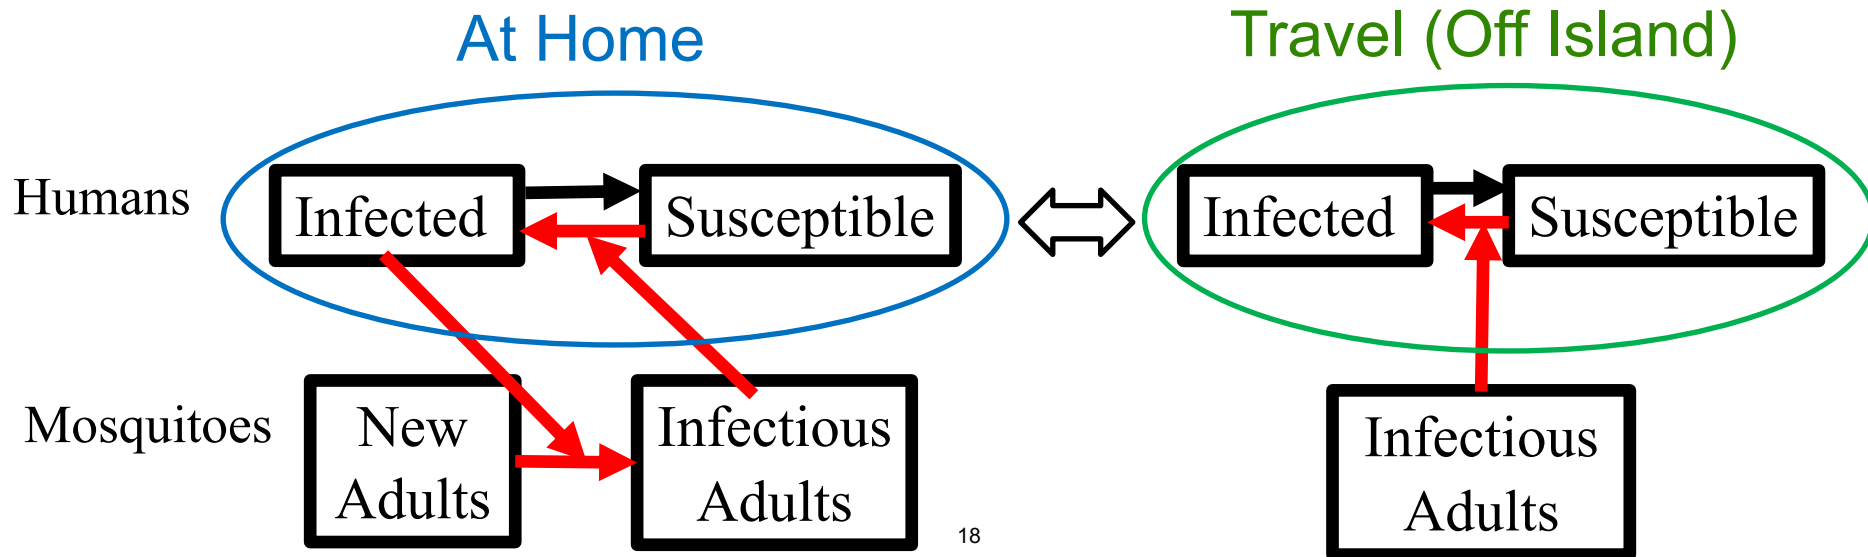 At Home
Travel (Off Island)
Humans
Infected
Susceptible
Infected
Susceptible
Mosquitoes
New
Adults
Infectious
Adults
Infectious
Adults
18